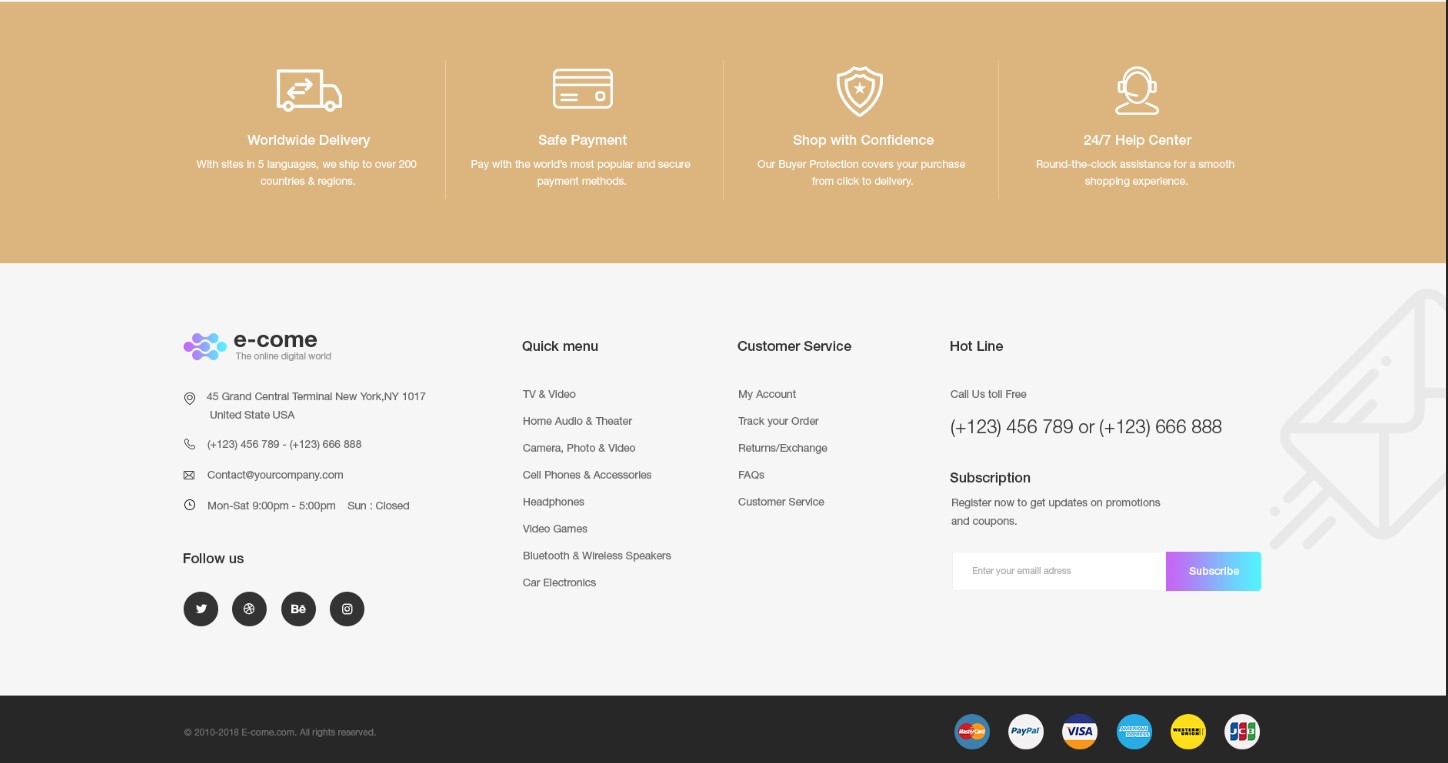 Worldwide Delivery
With sites in 5 languages, we ship to over 200
countries & regions.
Safe Payment
Pay with the world's most popular and secure
payment methods.
Shop with Confidence
Our Buyer Protection covers your purchase
from click to delivery.
24/7 Help Center
Round-the-clock assistance for a smooth
shopping experience.
e-come
The online digital world
45 Grand Central Terminal New York,NY 1017
United State USA
(+123) 456 789 - (+123) 666 888
Contact@yourcompany.com
Mon-Sat 9:00pm - 5:00pm Sun : Closed
Follow us
Bē
Quick menu
TV & Video
Home Audio & Theater
Camera, Photo & Video
Cell Phones & Accessories
Headphones
Video Games
Bluetooth & Wireless Speakers
Car Electronics
Customer Service
My Account
Track your Order
Returns/Exchange
FAQs
Customer Service
Hot Line
Call Us toll Free
(+123) 456 789 or (+123) 666 888
Subscription
Register now to get updates on promotions
and coupons.
Enter your emaill adress
Subscribe
© 2010-2018 E-come.com. All rights reserved.
MasterCard
PayPal
VISA
AMERICAN
EXPRESS
WESTERN
UNION
JCB